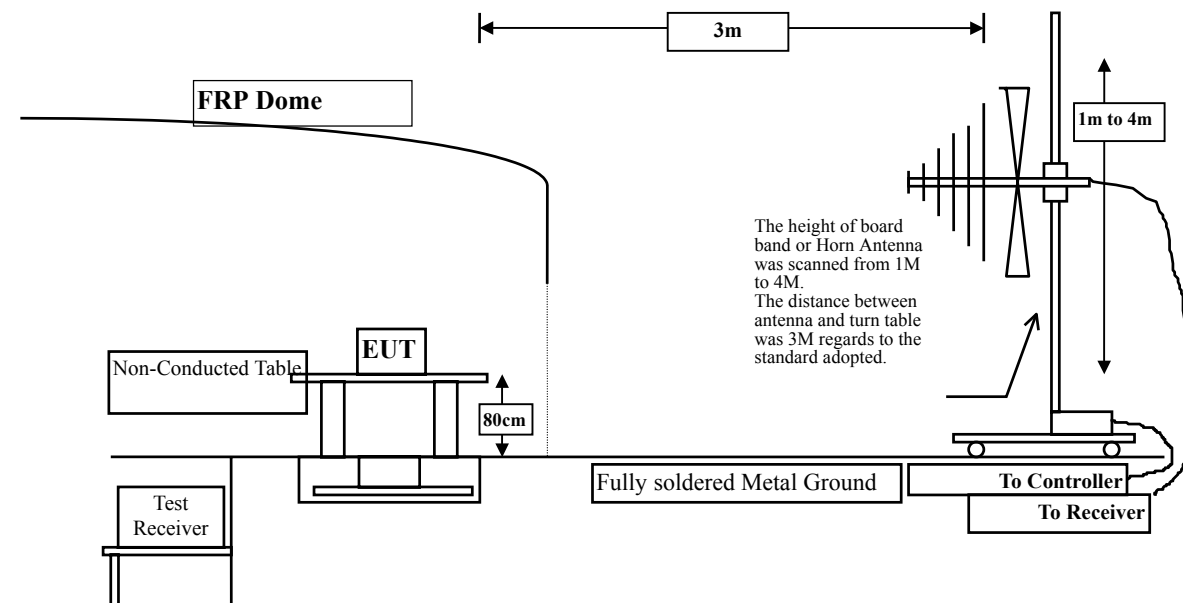 3m
FRP Dome
1m to 4m
The height of board
band or Horn Antenna
was scanned from 1M
to 4M.
The distance between
antenna and turn table
was 3M regards to the
standard adopted.
EUT
Non-Conducted Table
80cm
Fully soldered Metal Ground
To Controller
To Receiver
Test
Receiver